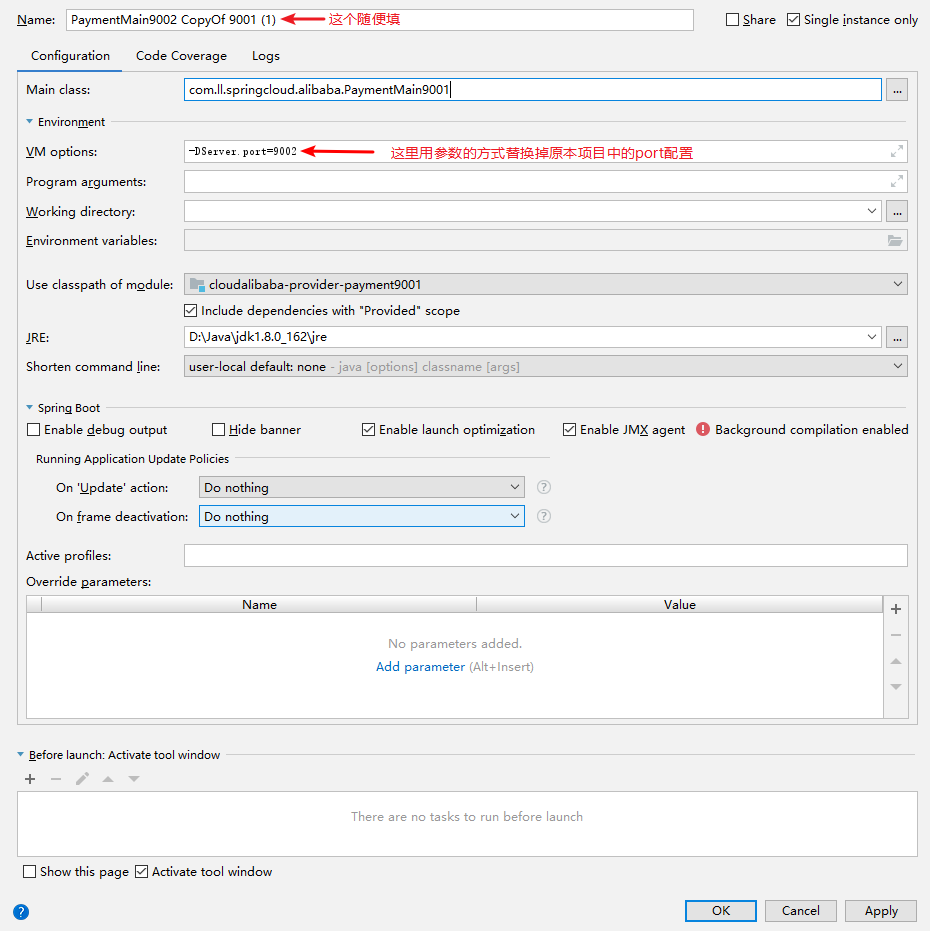 Name: PaymentMain9002 CopyOf 9001 (1) 这个随便填 Share Single instance only
Configuration Code Coverage Logs
Main class: com.ll.springcloud.alibaba.PaymentMain9001 ...
Environment
VM options: -DServer.port=9002 这里用参数的方式替换掉原本项目中的port配置
Program arguments:
Working directory: ...
Environment variables:
Use classpath of module: cloudalibaba-provider-payment9001
Include dependencies with "Provided" scope
JRE: D:\Java\jdk1.8.0_162\jre ...
Shorten command line: user-local default: none - java [options] classname [args]
Spring Boot
Enable debug output Hide banner Enable launch optimization Enable JMX agent Background compilation enabled
Running Application Update Policies
On 'Update' action: Do nothing ?
On frame deactivation: Do nothing ?
Active profiles:
Override parameters:
Name Value
No parameters added.
Add parameter (Alt+Insert)
Before launch: Activate tool window
There are no tasks to run before launch
Show this page Activate tool window
? OK Cancel Apply